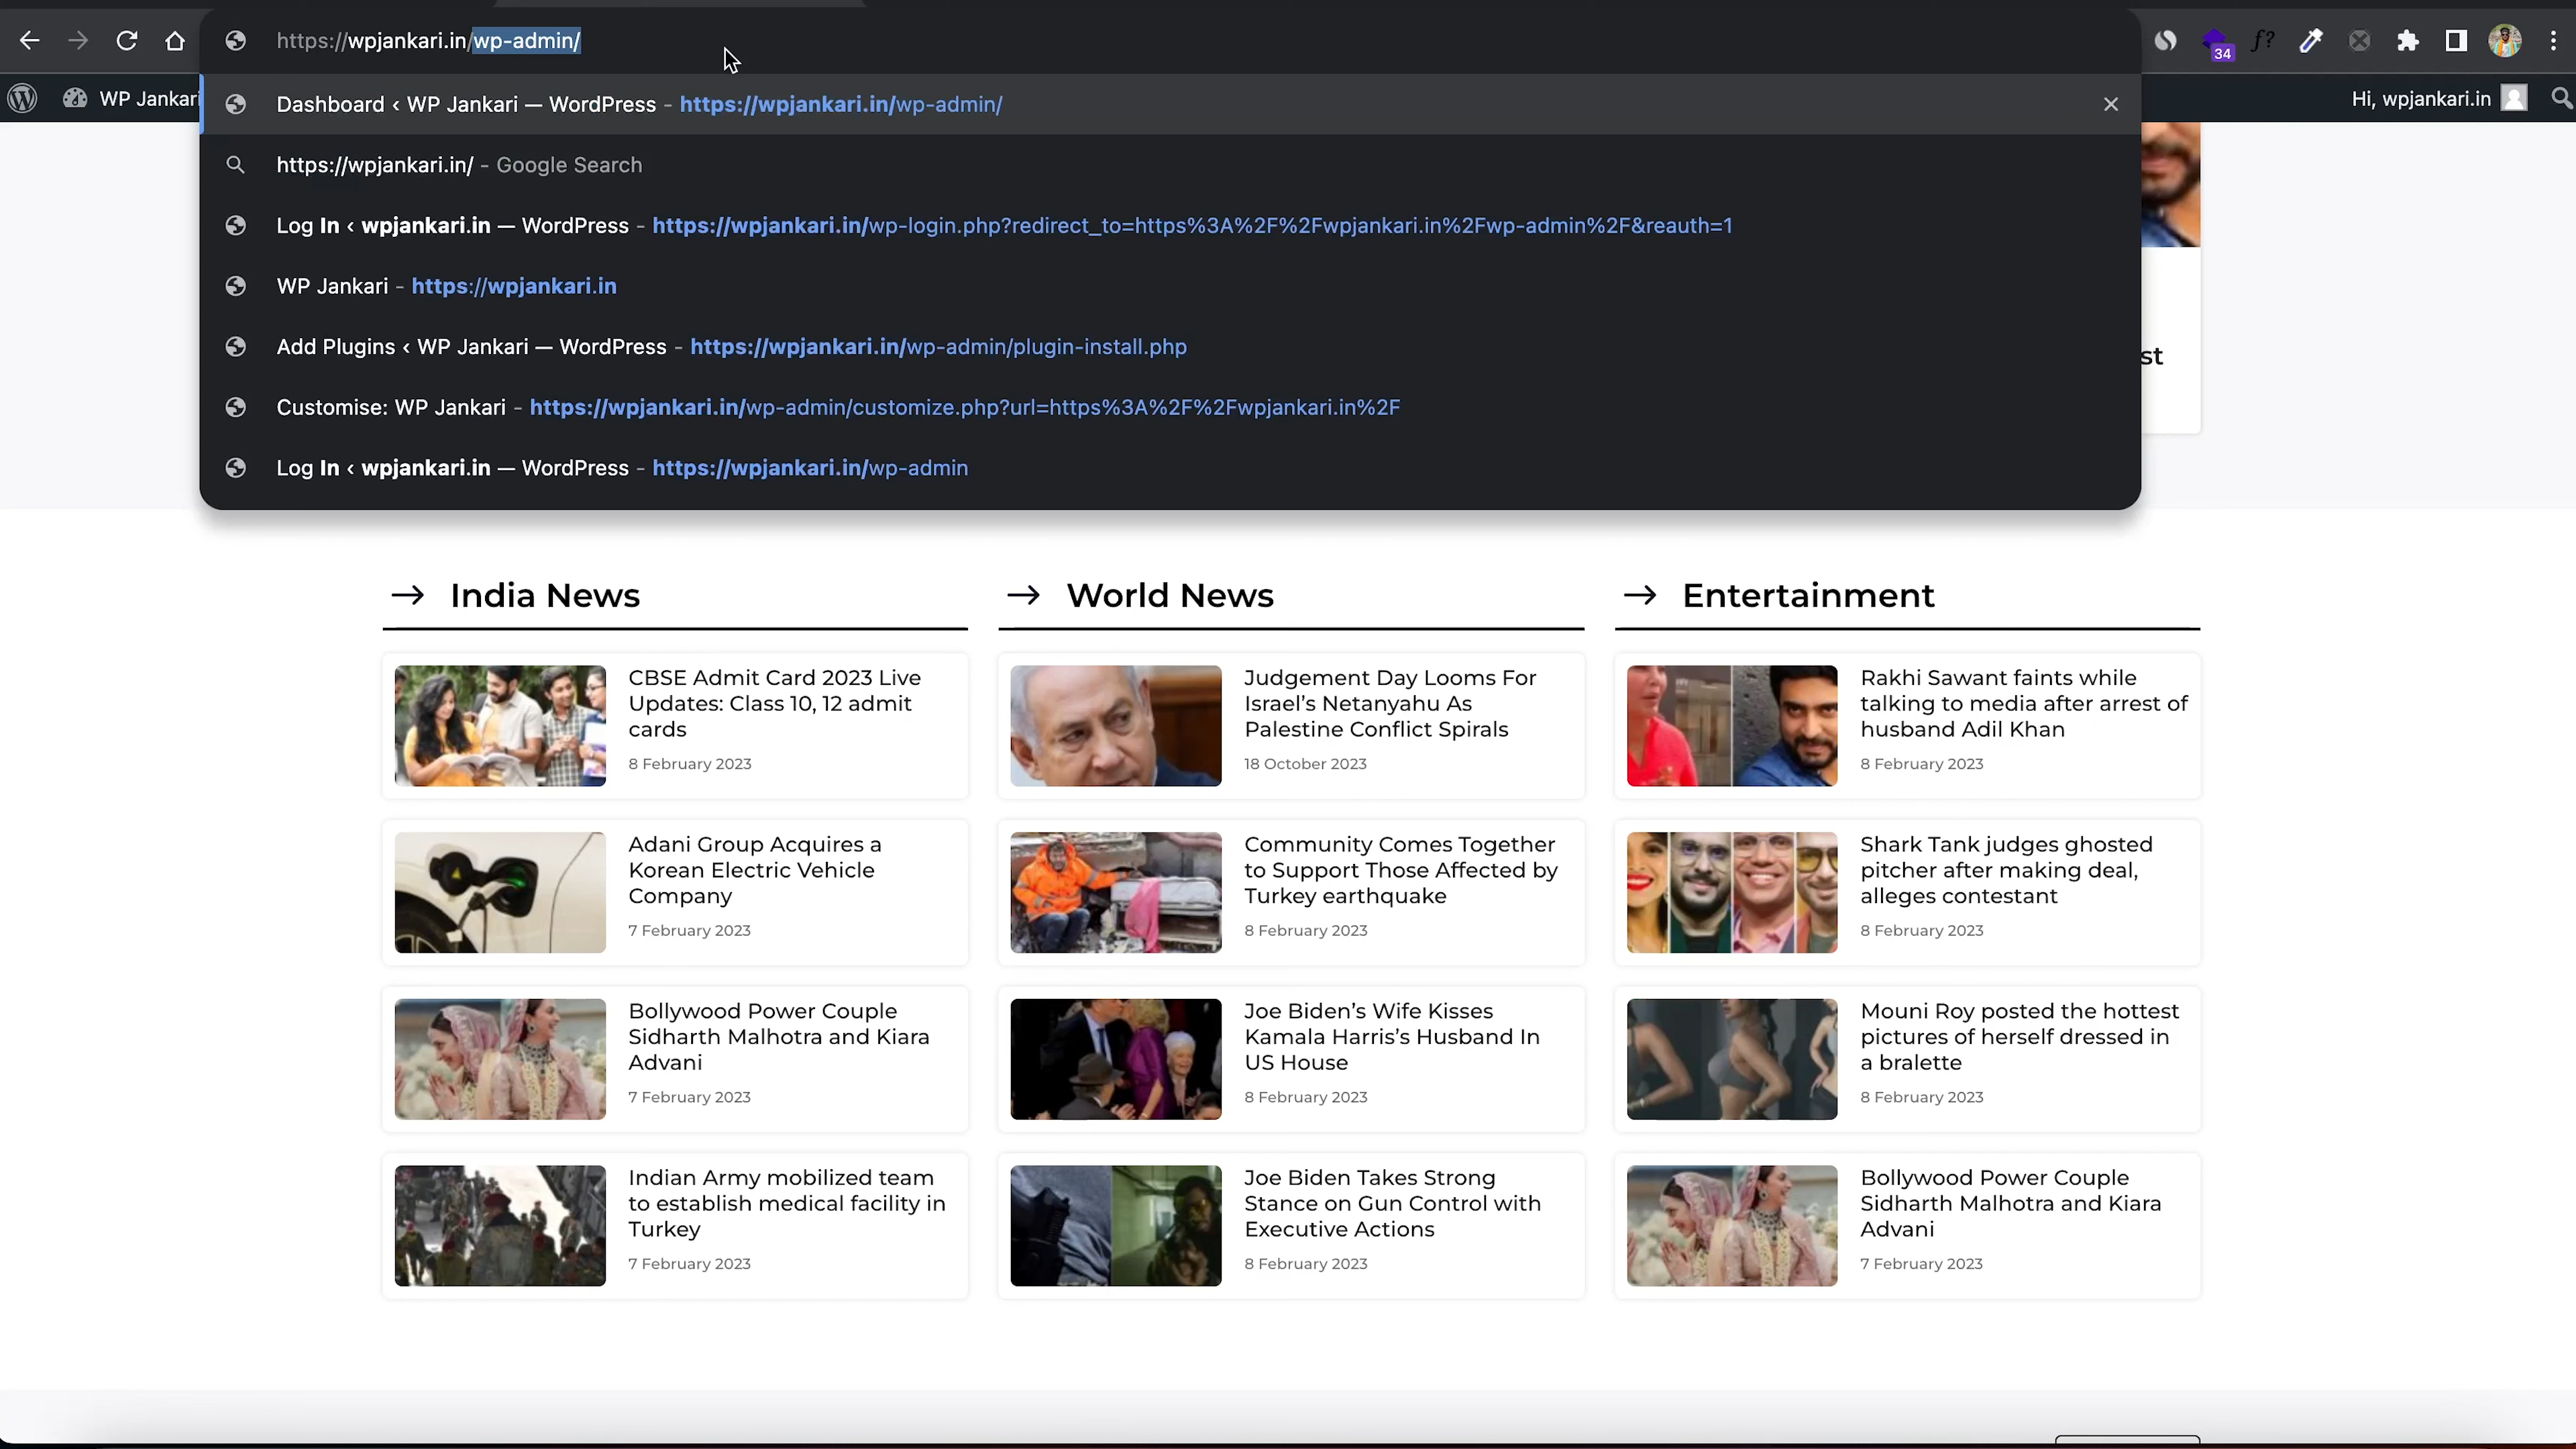 https://wpjankari.in/wp-admin/
34
f?
WP Jankari
Hi, wpjankari.in
Dashboard ‹ WP Jankari — WordPress - https://wpjankari.in/wp-admin/
https://wpjankari.in/ - Google Search
Log In ‹ wpjankari.in — WordPress - https://wpjankari.in/wp-login.php?redirect_to=https%3A%2F%2Fwpjankari.in%2Fwp-admin%2F&reauth=1
WP Jankari - https://wpjankari.in
Add Plugins ‹ WP Jankari — WordPress - https://wpjankari.in/wp-admin/plugin-install.php
st
Customise: WP Jankari - https://wpjankari.in/wp-admin/customize.php?url=https%3A%2F%2Fwpjankari.in%2F
Log In ‹ wpjankari.in — WordPress - https://wpjankari.in/wp-admin
→ India News
CBSE Admit Card 2023 Live
Updates: Class 10, 12 admit
cards
8 February 2023
Adani Group Acquires a
Korean Electric Vehicle
Company
7 February 2023
Bollywood Power Couple
Sidharth Malhotra and Kiara
Advani
7 February 2023
Indian Army mobilized team
to establish medical facility in
Turkey
7 February 2023
→ World News
Judgement Day Looms For
Israel’s Netanyahu As
Palestine Conflict Spirals
18 October 2023
Community Comes Together
to Support Those Affected by
Turkey earthquake
8 February 2023
Joe Biden’s Wife Kisses
Kamala Harris’s Husband In
US House
8 February 2023
Joe Biden Takes Strong
Stance on Gun Control with
Executive Actions
8 February 2023
→ Entertainment
Rakhi Sawant faints while
talking to media after arrest of
husband Adil Khan
8 February 2023
Shark Tank judges ghosted
pitcher after making deal,
alleges contestant
8 February 2023
Mouni Roy posted the hottest
pictures of herself dressed in
a bralette
8 February 2023
Bollywood Power Couple
Sidharth Malhotra and Kiara
Advani
7 February 2023